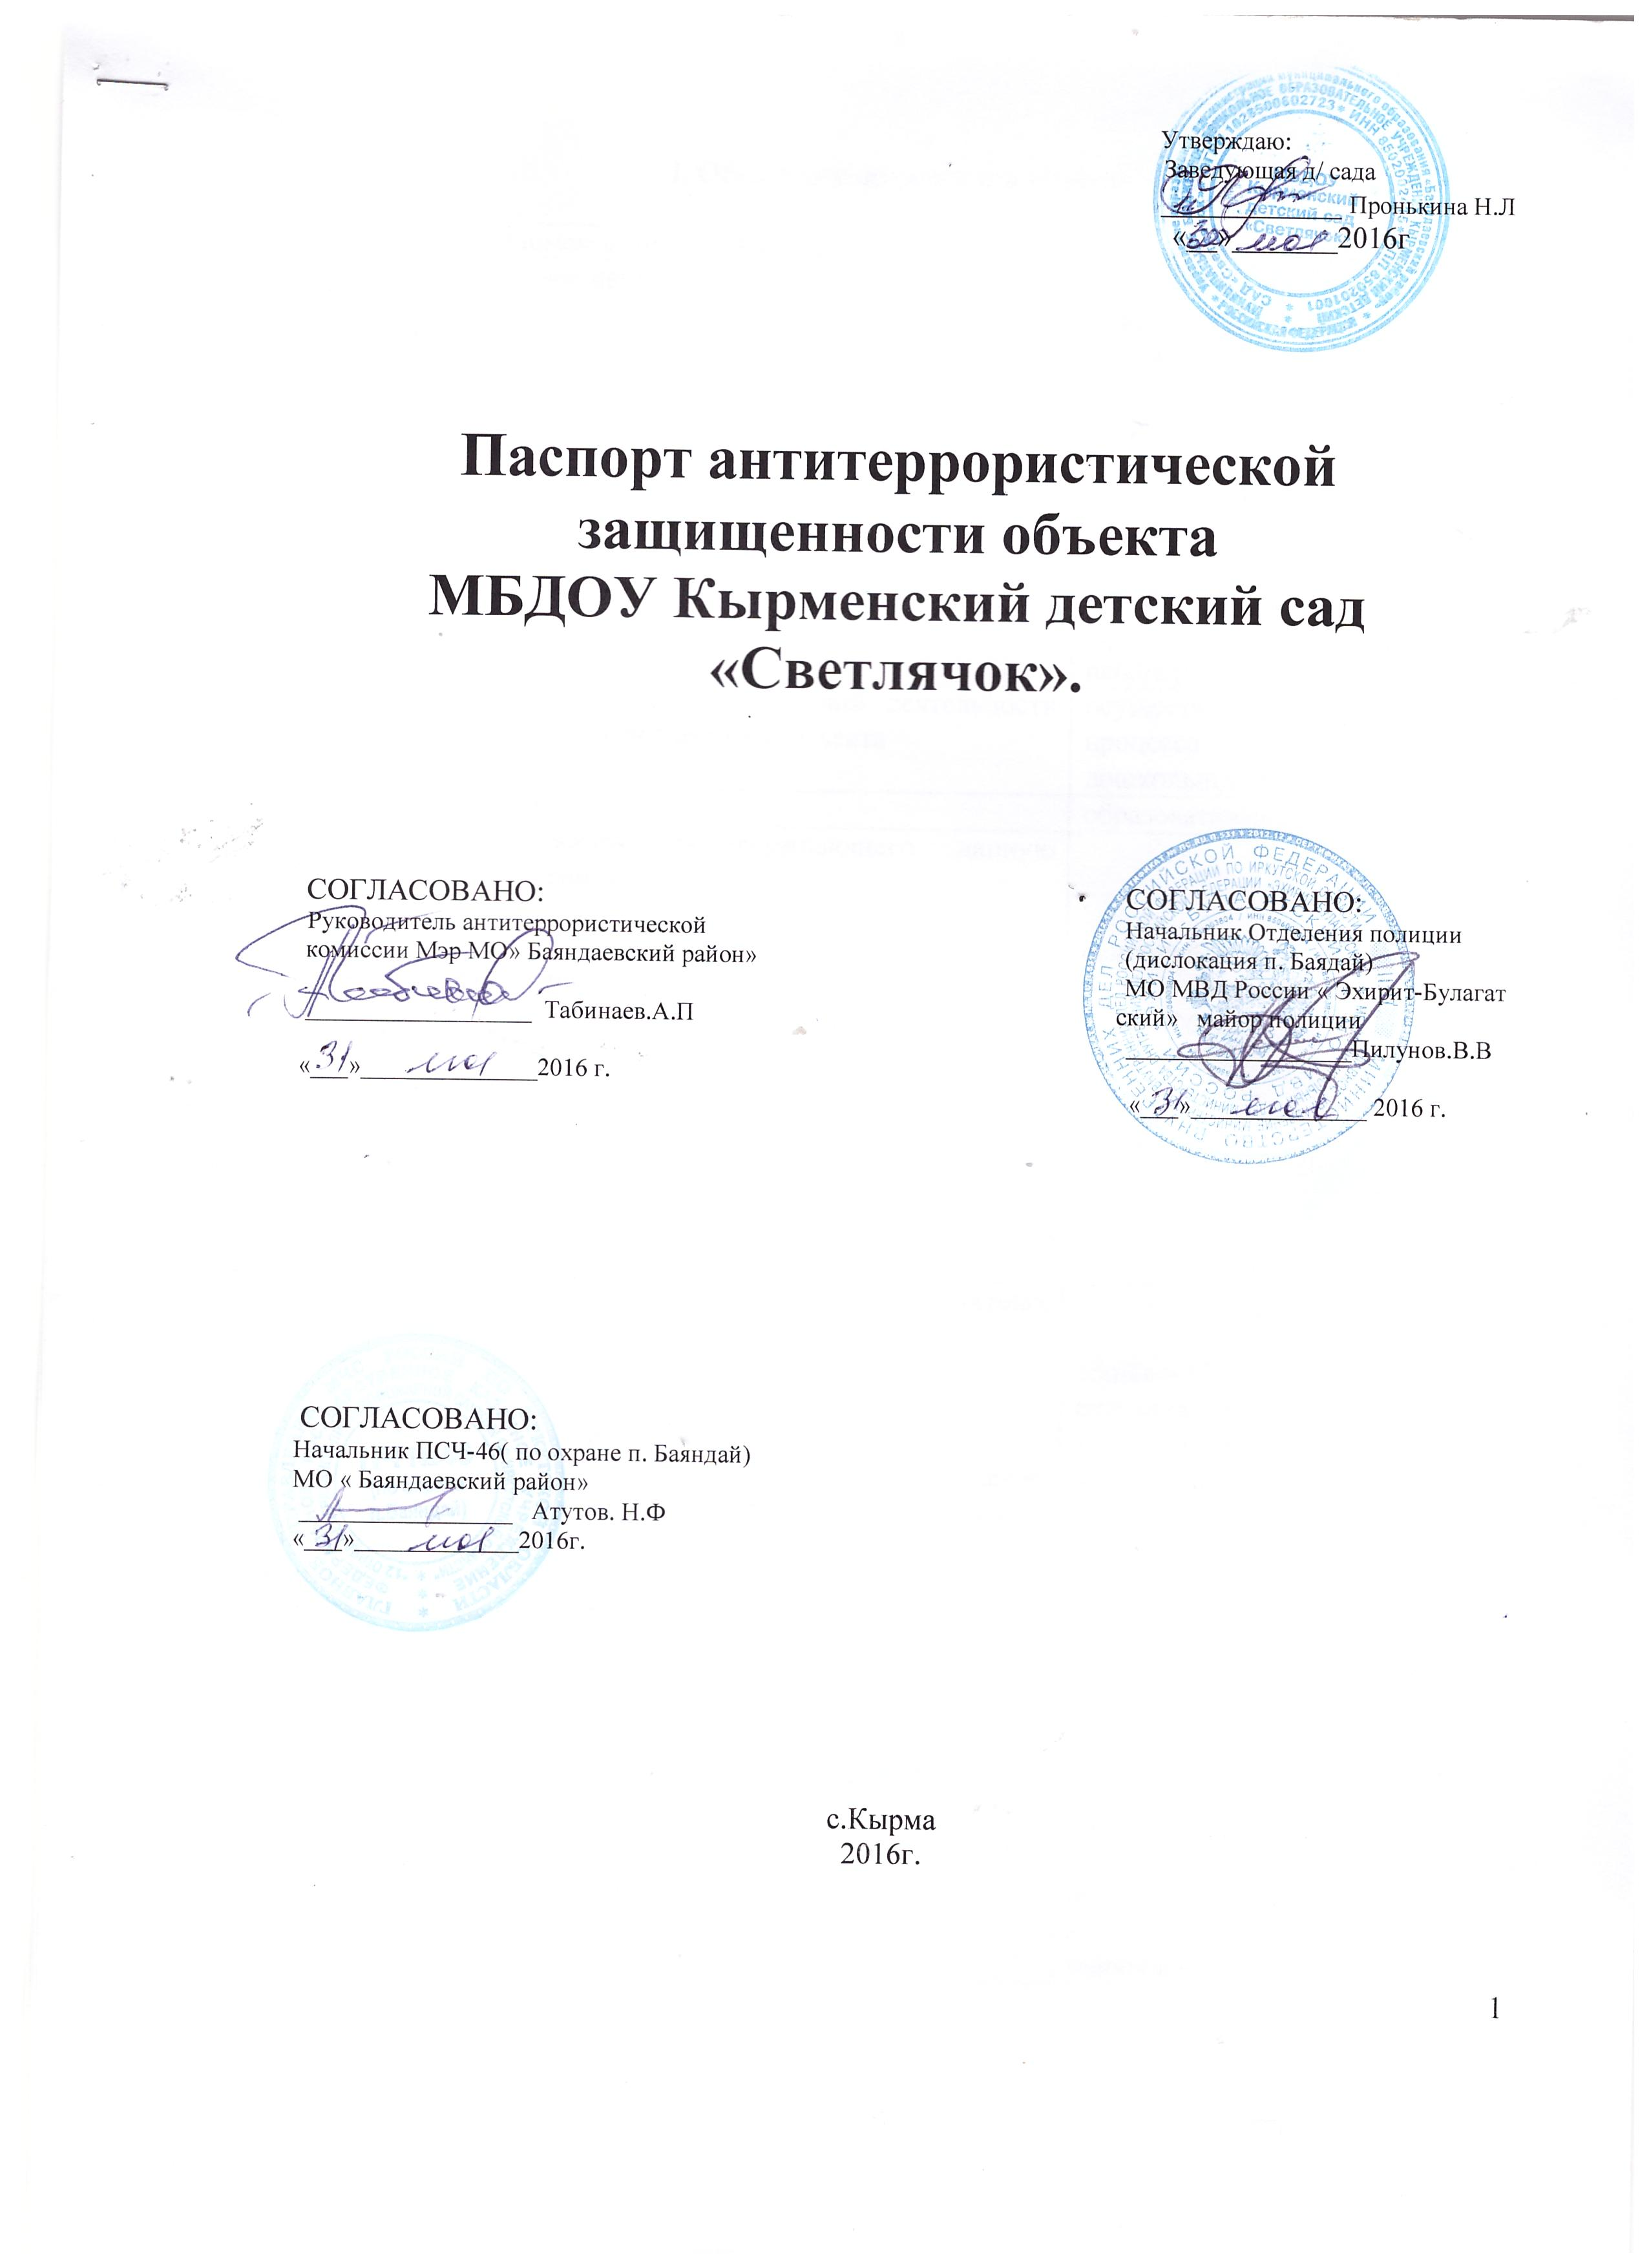 Утверждаю:
Заведующая д/ сада
Пронькина Н.Л
«30» мая 2016г
Паспорт антитеррористической
защищенности объекта
МБДОУ Кырменский детский сад
«Светлячок».
СОГЛАСОВАНО:
Руководитель антитеррористической
комиссии Мэр МО» Баяндаевский район»
Табинаев.А.П
«31» мая 2016 г.
СОГЛАСОВАНО:
Начальник Отделения полиции
(дислокация п. Баядай)
МО МВД России « Эхирит-Булагат
ский» майор полиции
Пилунов.В.В
«31» мая 2016 г.
СОГЛАСОВАНО:
Начальник ПСЧ-46( по охране п. Баяндай)
МО « Баяндаевский район»
Атутов. Н.Ф
«31» мая 2016г.
с.Кырма
2016г.
1